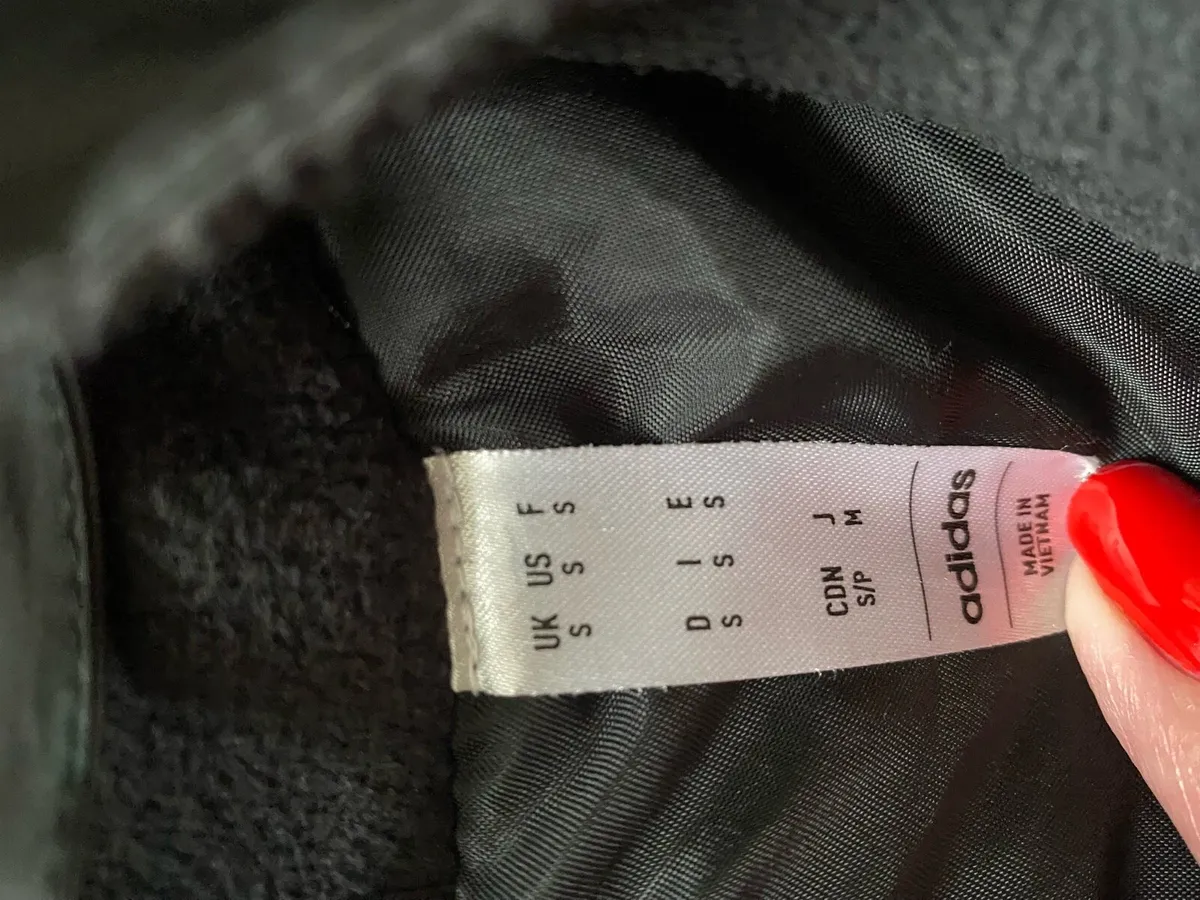 UK US F
S S S
D I E
S S S
CDN J
S/P M
adidas
MADE IN
VIETNAM